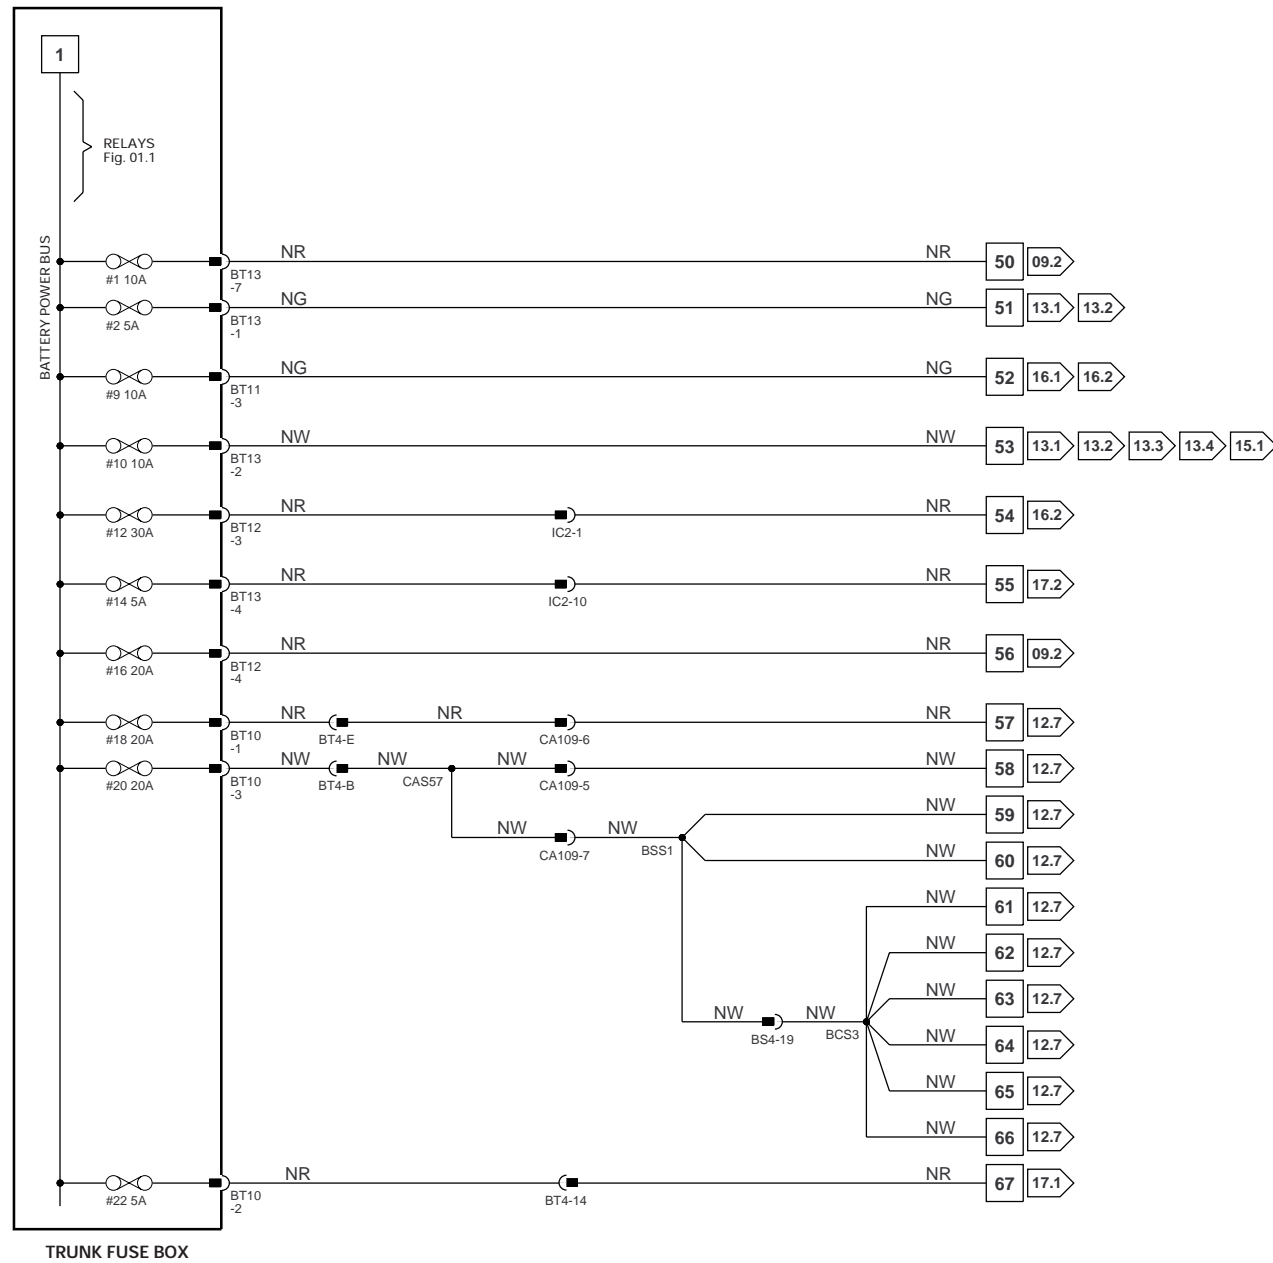 1
RELAYS
Fig. 01.1
BATTERY POWER BUS
#1 10A
BT13
-7
NR
NR
50
09.2
#2 5A
BT13
-1
NG
NG
51
13.1
13.2
#9 10A
BT11
-3
NG
NG
52
16.1
16.2
#10 10A
BT13
-2
NW
NW
53
13.1
13.2
13.3
13.4
15.1
#12 30A
BT12
-3
NR
IC2-1
NR
54
16.2
#14 5A
BT13
-4
NR
IC2-10
NR
55
17.2
#16 20A
BT12
-4
NR
NR
56
09.2
#18 20A
BT10
-1
NR
BT4-E
NR
CA109-6
NR
57
12.7
#20 20A
BT10
-3
NW
BT4-B
NW
CAS57
NW
CA109-5
NW
58
12.7
NW
CA109-7
NW
BSS1
NW
59
12.7
NW
60
12.7
NW
61
12.7
NW
62
12.7
NW
63
12.7
NW
BS4-19
NW
BCS3
NW
64
12.7
NW
65
12.7
NW
66
12.7
#22 5A
BT10
-2
NR
BT4-14
NR
67
17.1
TRUNK FUSE BOX